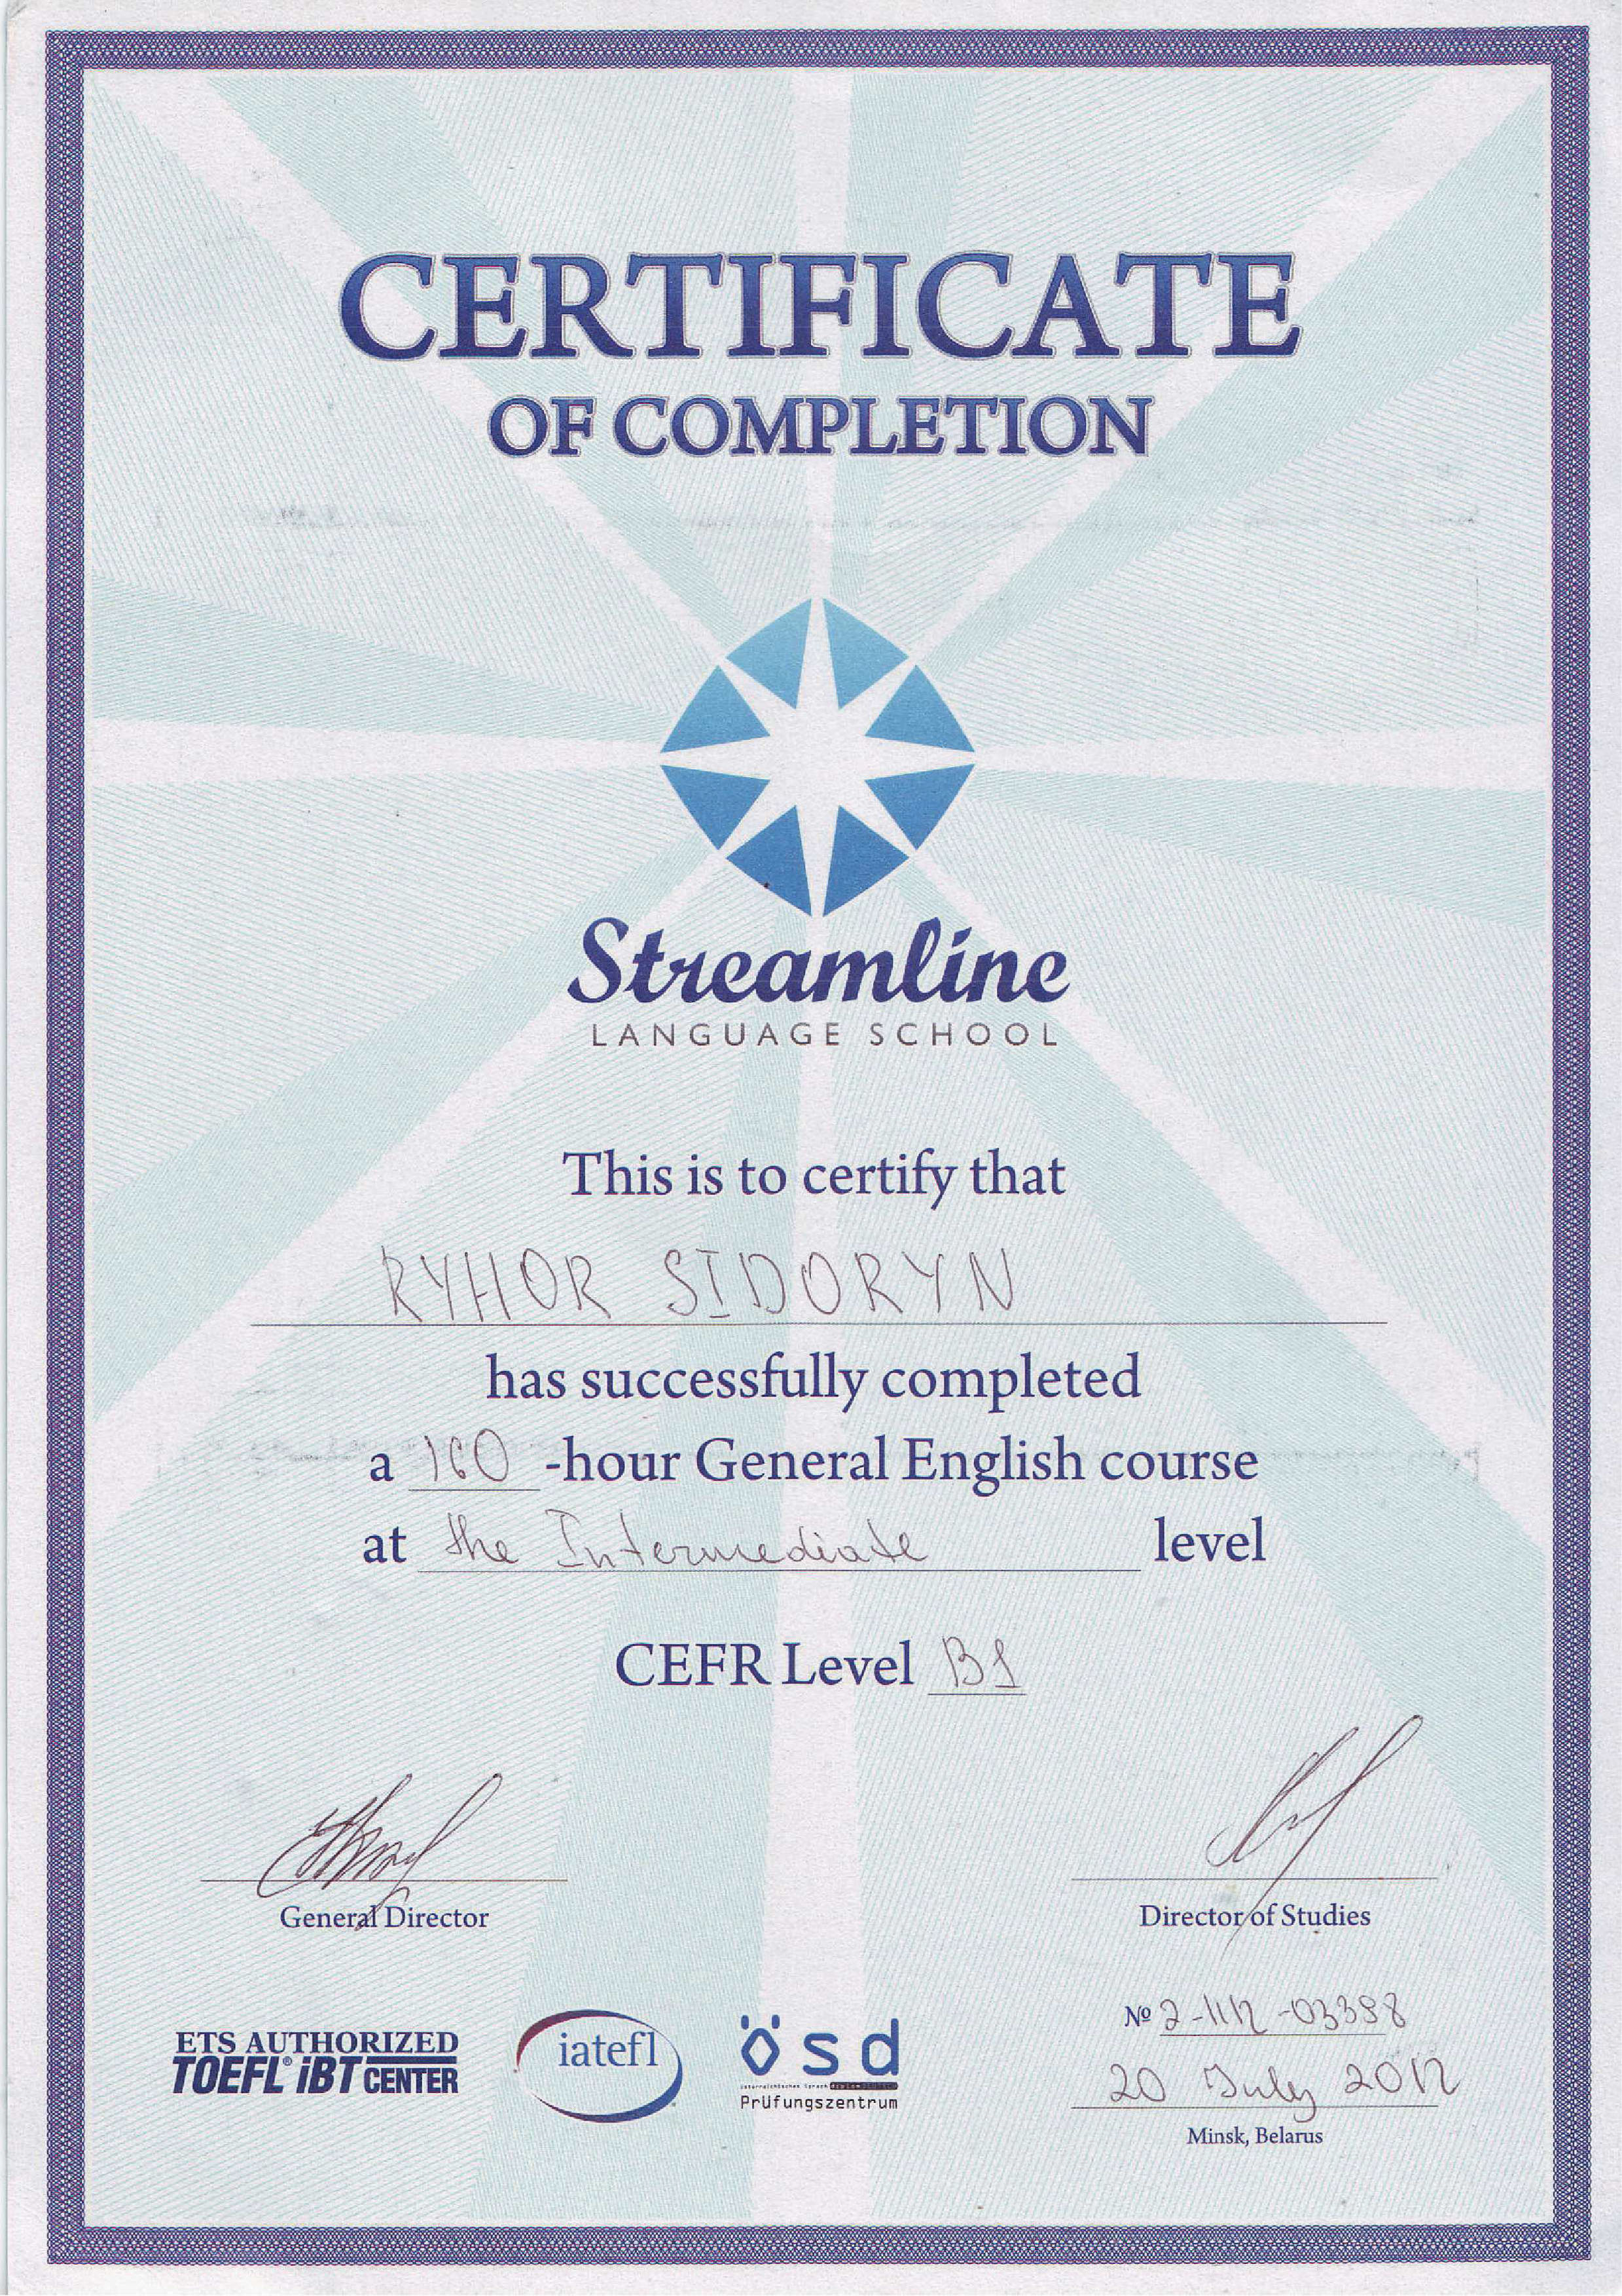 CERTIFICATE
OF COMPLETION
Streamline
LANGUAGE SCHOOL
This is to certify that
RYHOR SIDORYN
has successfully completed
a 160 -hour General English course
at the Intermediate level
CEFR Level B1
General Director
Director of Studies
ETS AUTHORIZED
TOEFL® iBT CENTER
iatefl
ösd
Prüfungszentrum
№ 2-1112-03398
20 July 2012
Minsk, Belarus